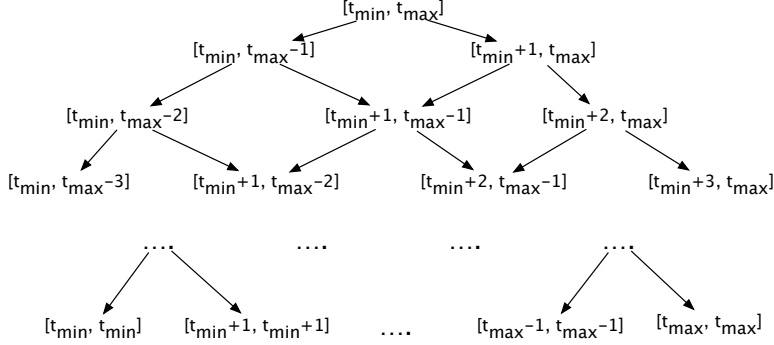 [tmin, tmax]
[tmin, tmax-1] [tmin+1, tmax]
[tmin, tmax-2] [tmin+1, tmax-1] [tmin+2, tmax]
[tmin, tmax-3] [tmin+1, tmax-2] [tmin+2, tmax-1] [tmin+3, tmax]
.... .... .... ....
[tmin, tmin] [tmin+1, tmin+1] .... [tmax-1, tmax-1] [tmax, tmax]